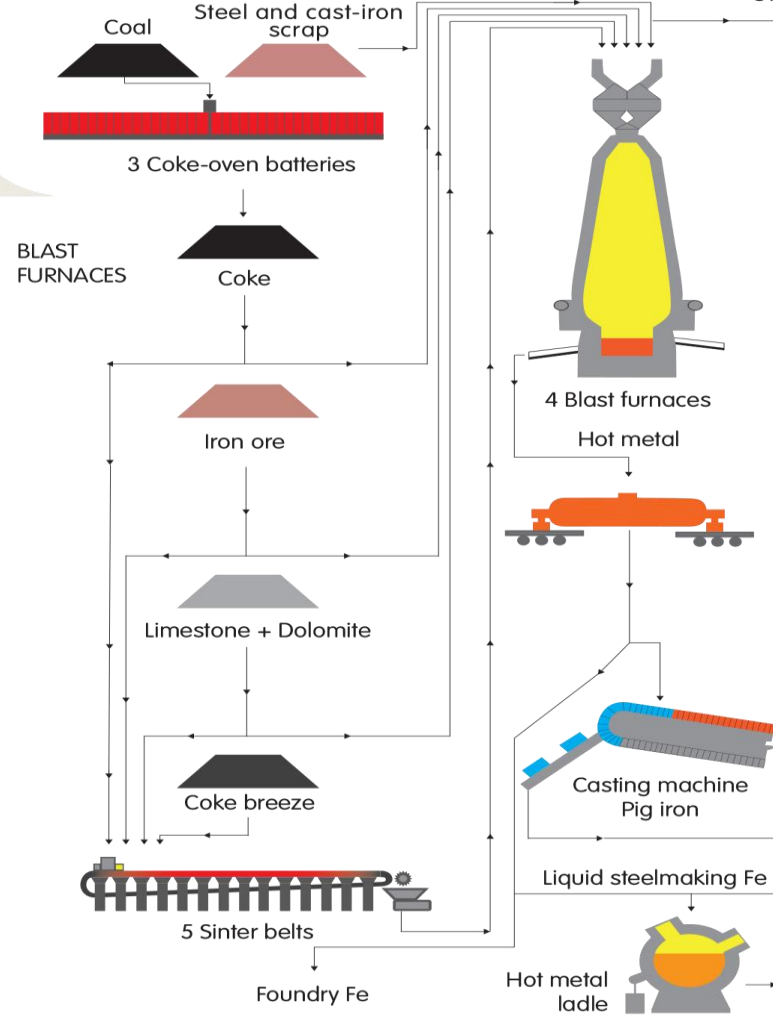 Steel and cast-iron
scrap
Coal
3 Coke-oven batteries
BLAST
FURNACES
Coke
Iron ore
4 Blast furnaces
Hot metal
Limestone + Dolomite
Coke breeze
Casting machine
Pig iron
5 Sinter belts
Liquid steelmaking Fe
Foundry Fe
Hot metal
ladle